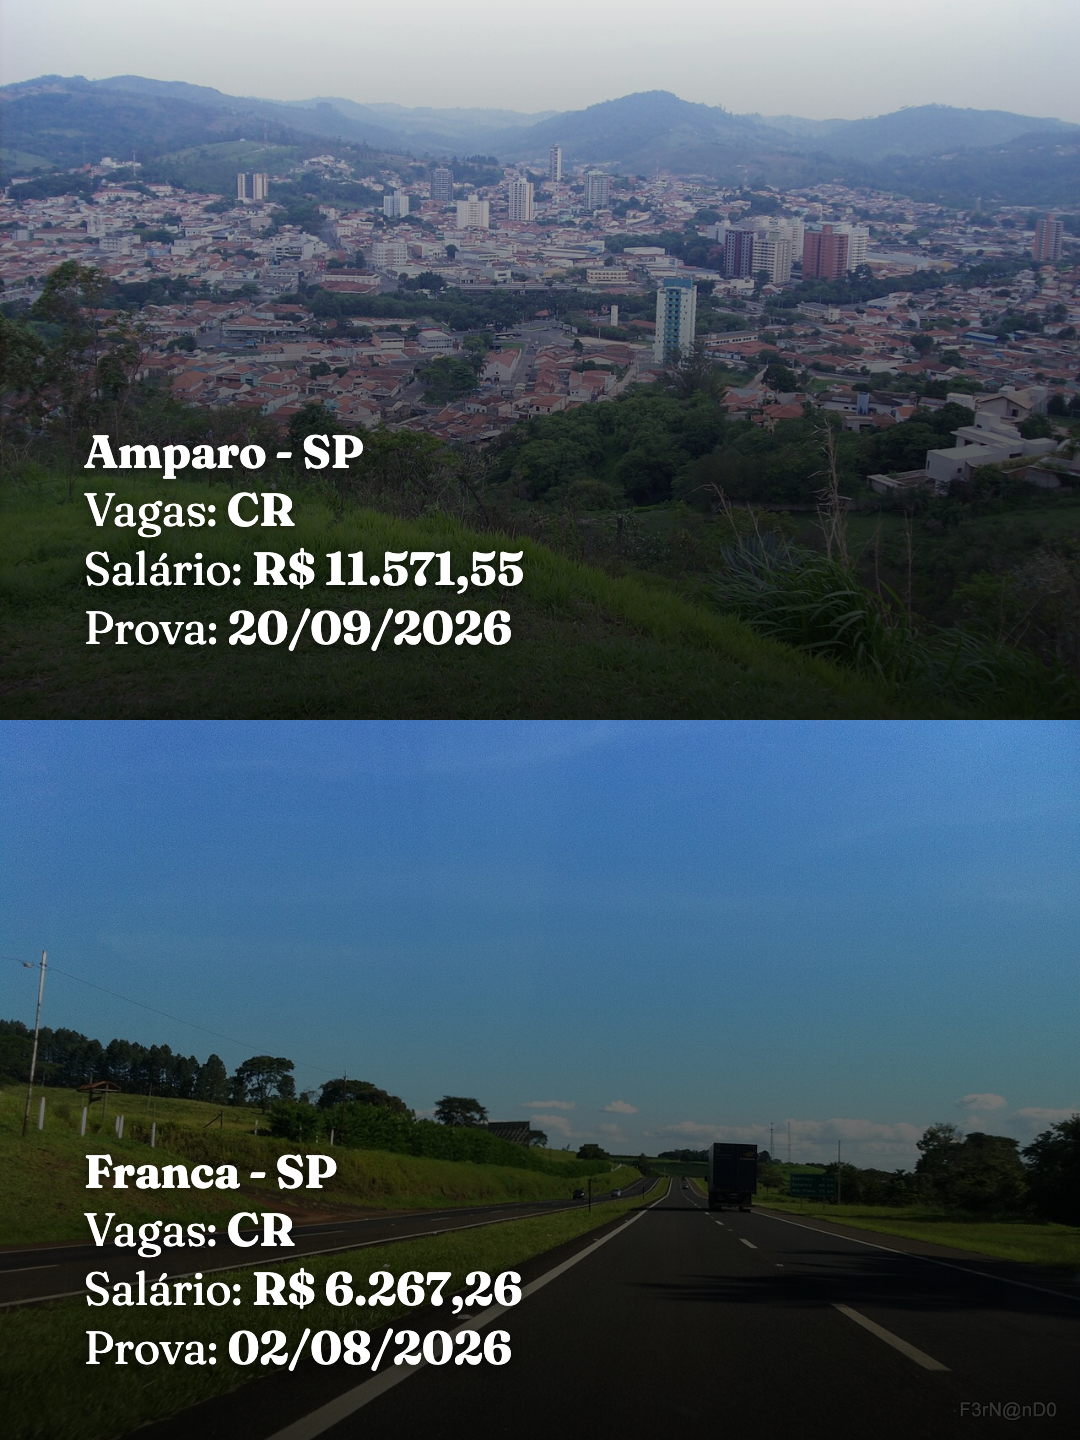 Amparo - SP
Vagas: CR
Salário: R$ 11.571,55
Prova: 20/09/2026
Franca - SP
Vagas: CR
Salário: R$ 6.267,26
Prova: 02/08/2026
F3rN@nD0